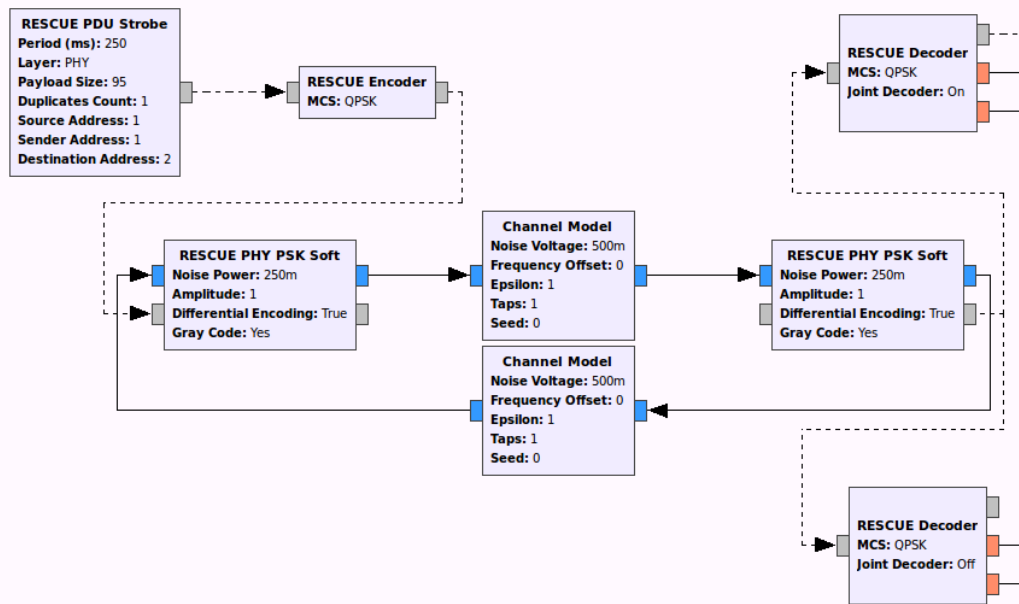 RESCUE PDU Strobe
Period (ms): 250
Layer: PHY
Payload Size: 95
Duplicates Count: 1
Source Address: 1
Sender Address: 1
Destination Address: 2
RESCUE Encoder
MCS: QPSK
RESCUE Decoder
MCS: QPSK
Joint Decoder: On
RESCUE PHY PSK Soft
Noise Power: 250m
Amplitude: 1
Differential Encoding: True
Gray Code: Yes
Channel Model
Noise Voltage: 500m
Frequency Offset: 0
Epsilon: 1
Taps: 1
Seed: 0
RESCUE PHY PSK Soft
Noise Power: 250m
Amplitude: 1
Differential Encoding: True
Gray Code: Yes
Channel Model
Noise Voltage: 500m
Frequency Offset: 0
Epsilon: 1
Taps: 1
Seed: 0
RESCUE Decoder
MCS: QPSK
Joint Decoder: Off